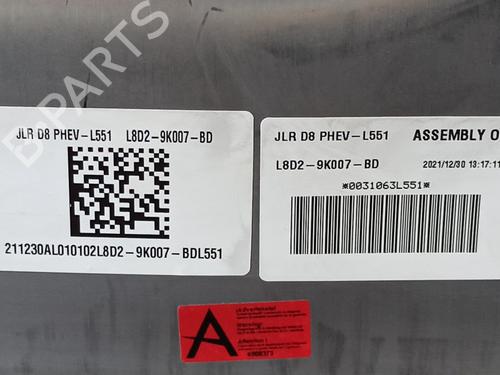 B-PARTS
JLR D8 PHEV-L551 L8D2-9K007-BD
211230AL010102L8D2-9K007-BDL551
JLR D8 PHEV-L551 ASSEMBLY O
L8D2-9K007-BD 2021/12/30 13:17:11
*0031063L551*
A
Warning!
Attention !